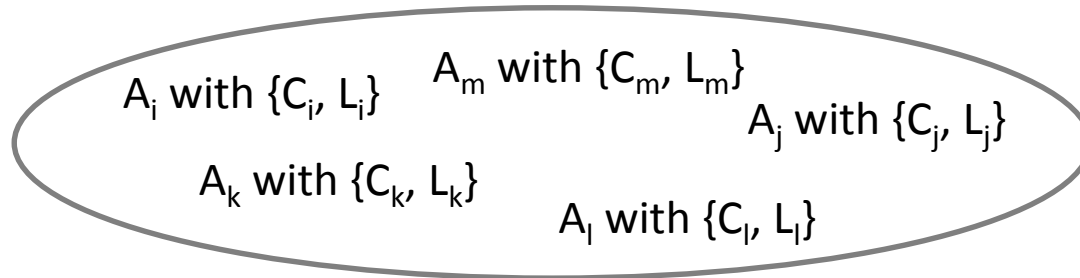 A_i with {C_i, L_i}
A_m with {C_m, L_m}
A_j with {C_j, L_j}
A_k with {C_k, L_k}
A_l with {C_l, L_l}